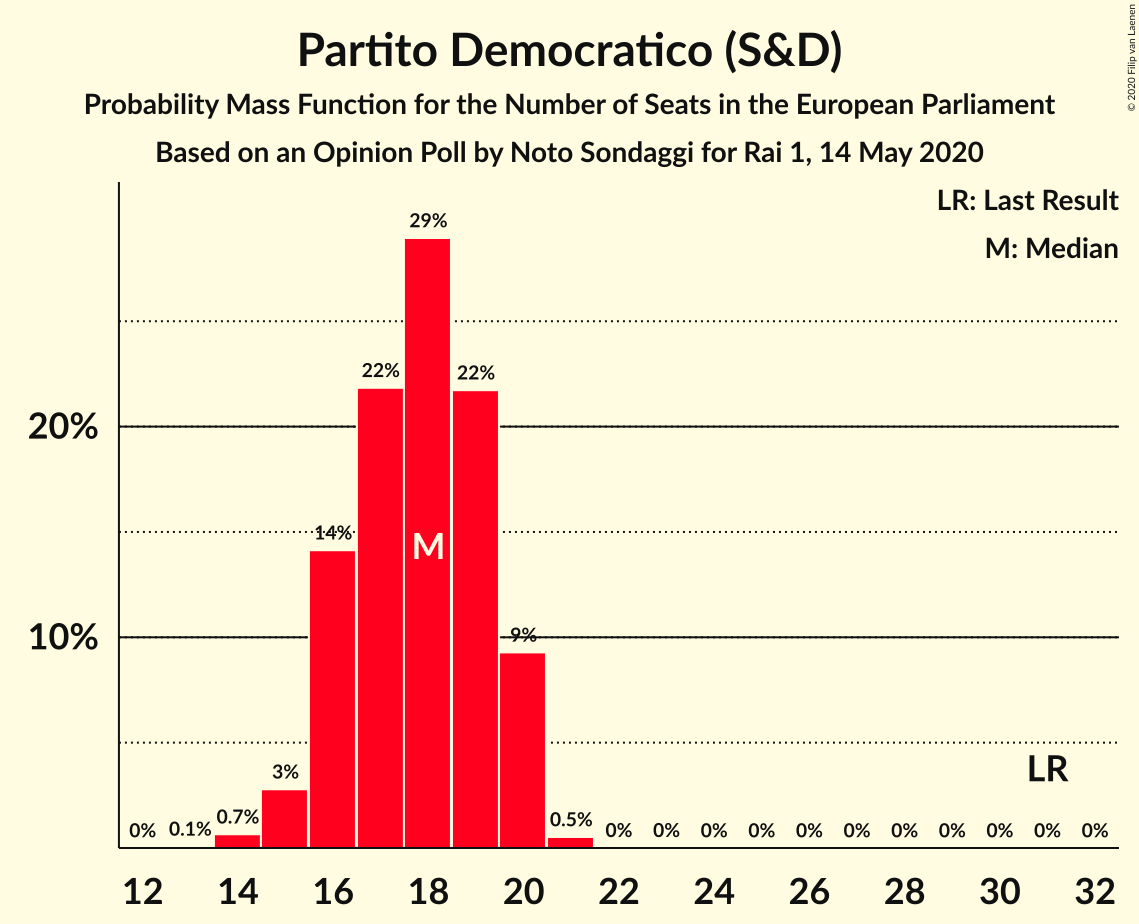 Partito Democratico (S&D)
Probability Mass Function for the Number of Seats in the European Parliament
Based on an Opinion Poll by Noto Sondaggi for Rai 1, 14 May 2020
© 2020 Filip van Laenen
LR: Last Result
M: Median
29%
22%
22%
20%
14%
M
10%
9%
LR
3%
0% 0.1% 0.7% 0.5% 0% 0% 0% 0% 0% 0% 0% 0% 0% 0% 0%
12 14 16 18 20 22 24 26 28 30 32